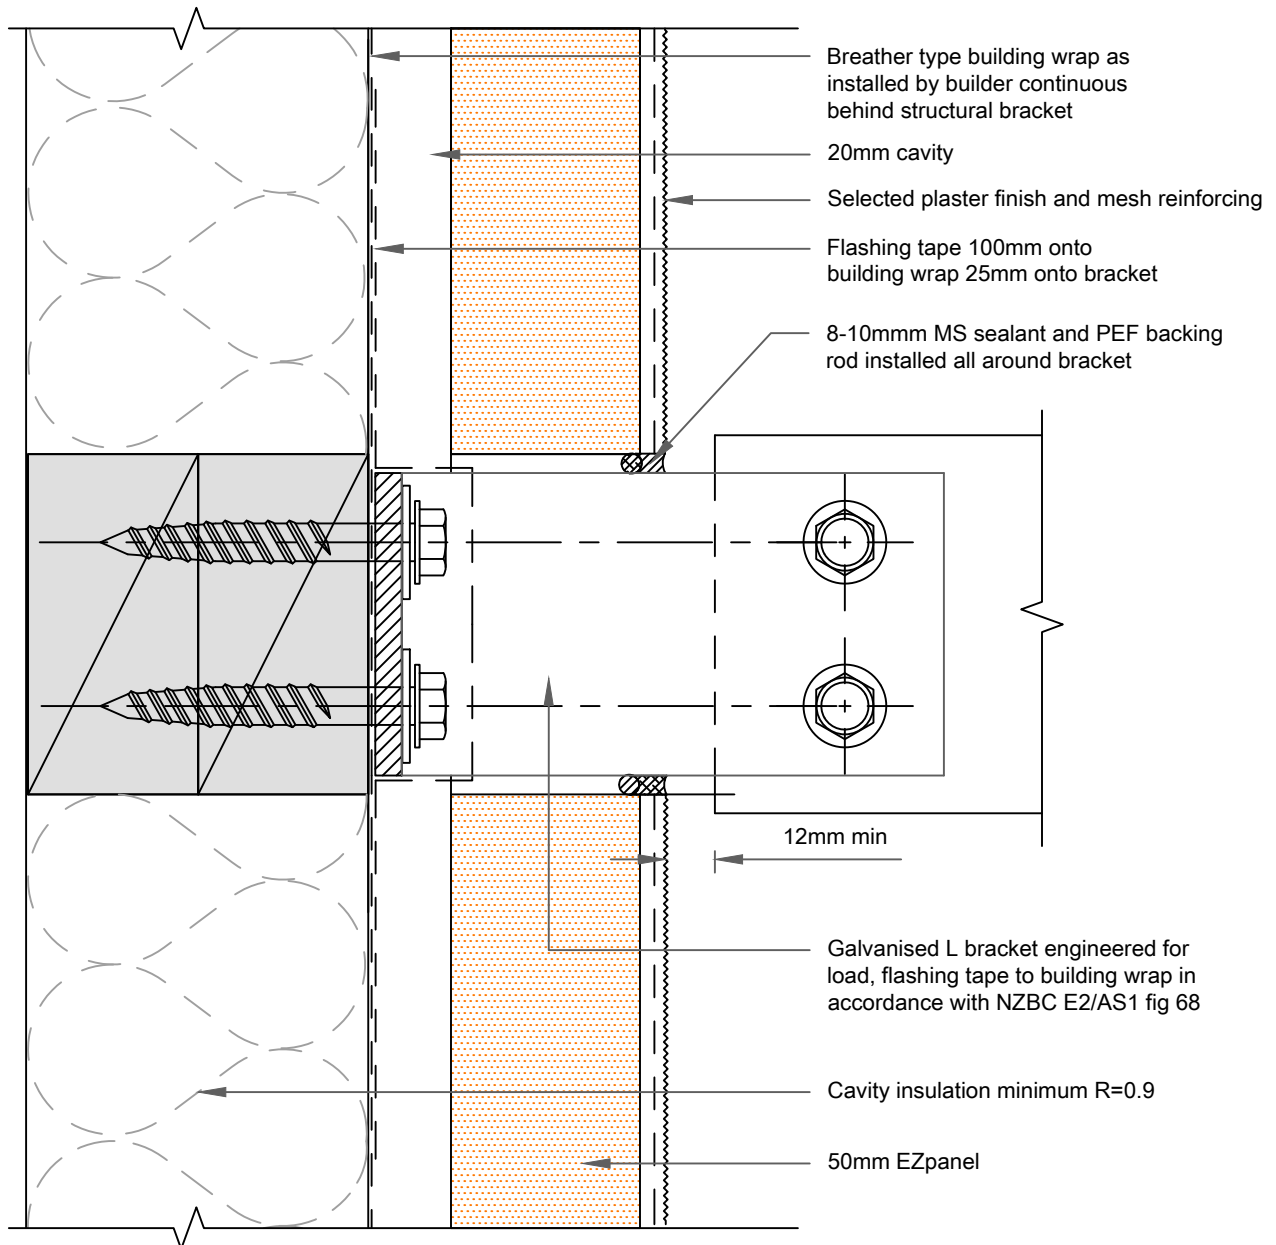 Breather type building wrap as
installed by builder continuous
behind structural bracket
20mm cavity
Selected plaster finish and mesh reinforcing
Flashing tape 100mm onto
building wrap 25mm onto bracket
8-10mmm MS sealant and PEF backing
rod installed all around bracket
12mm min
Galvanised L bracket engineered for
load, flashing tape to building wrap in
accordance with NZBC E2/AS1 fig 68
Cavity insulation minimum R=0.9
50mm EZpanel